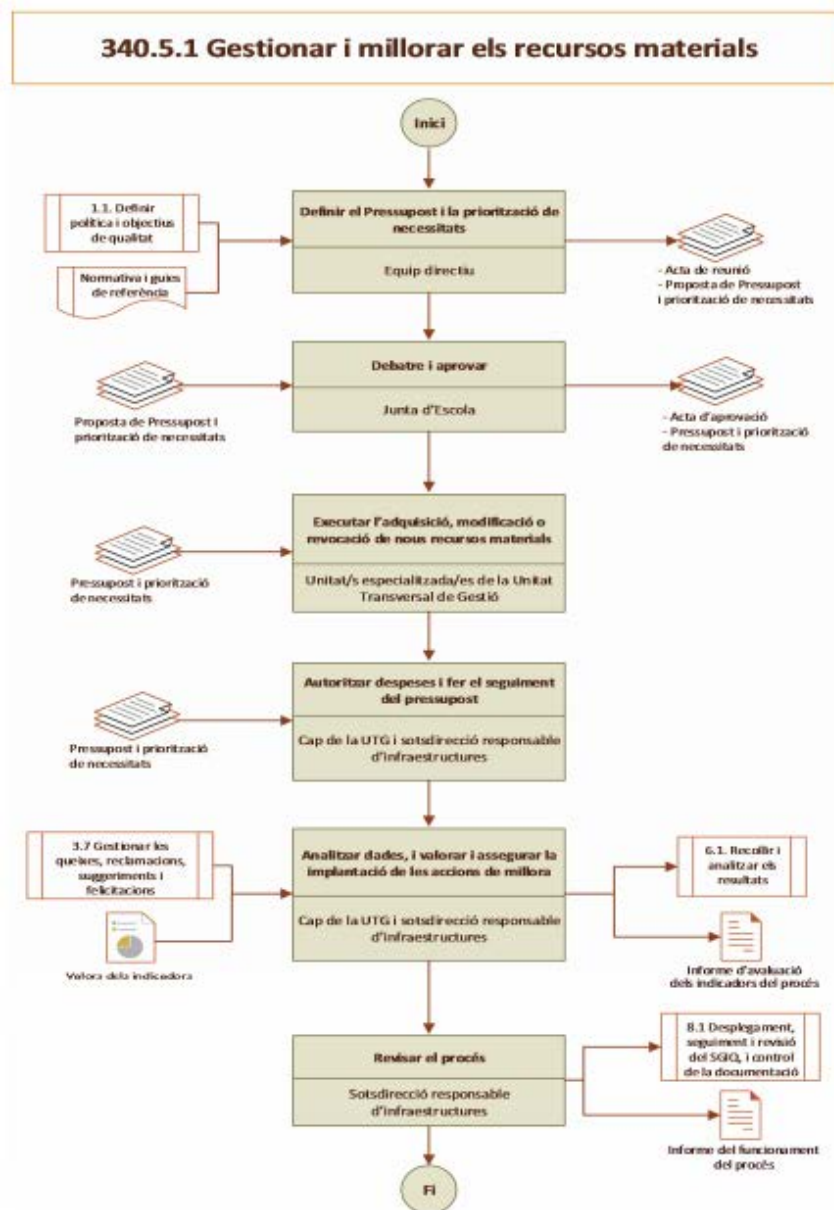 340.5.1 Gestionar i millorar els recursos materials
Inici
1.1. Definir
política i objectius
de qualitat
Normativa i guies
de referència
Definir el Pressupost i la priorització de
necessitats
Equip directiu
- Acta de reunió
- Proposta de Pressupost
i priorització de necessitats
Proposta de Pressupost i
priorització de necessitats
Debatre i aprovar
Junta d'Escola
- Acta d'aprovació
- Pressupost i priorització
de necessitats
Pressupost i priorització
de necessitats
Executar l'adquisició, modificació o
revocació de nous recursos materials
Unitat/s especialitzada/es de la Unitat
Transversal de Gestió
Pressupost i priorització
de necessitats
Autoritzar despeses i fer el seguiment
del pressupost
Cap de la UTG i sotsdirecció responsable
d'infraestructures
3.7 Gestionar les
queixes, reclamacions,
suggeriments i
felicitacions
Valors dels indicadors
Analitzar dades, i valorar i assegurar la
implantació de les accions de millora
Cap de la UTG i sotsdirecció responsable
d'infraestructures
6.1. Recollir i
analitzar els
resultats
Informe d'avaluació
dels indicadors del procés
Revisar el procés
Sotsdirecció responsable
d'infraestructures
8.1 Desplegament,
seguiment i revisió
del SGIQ, i control
de la documentació
Informe del funcionament
del procés
Fi